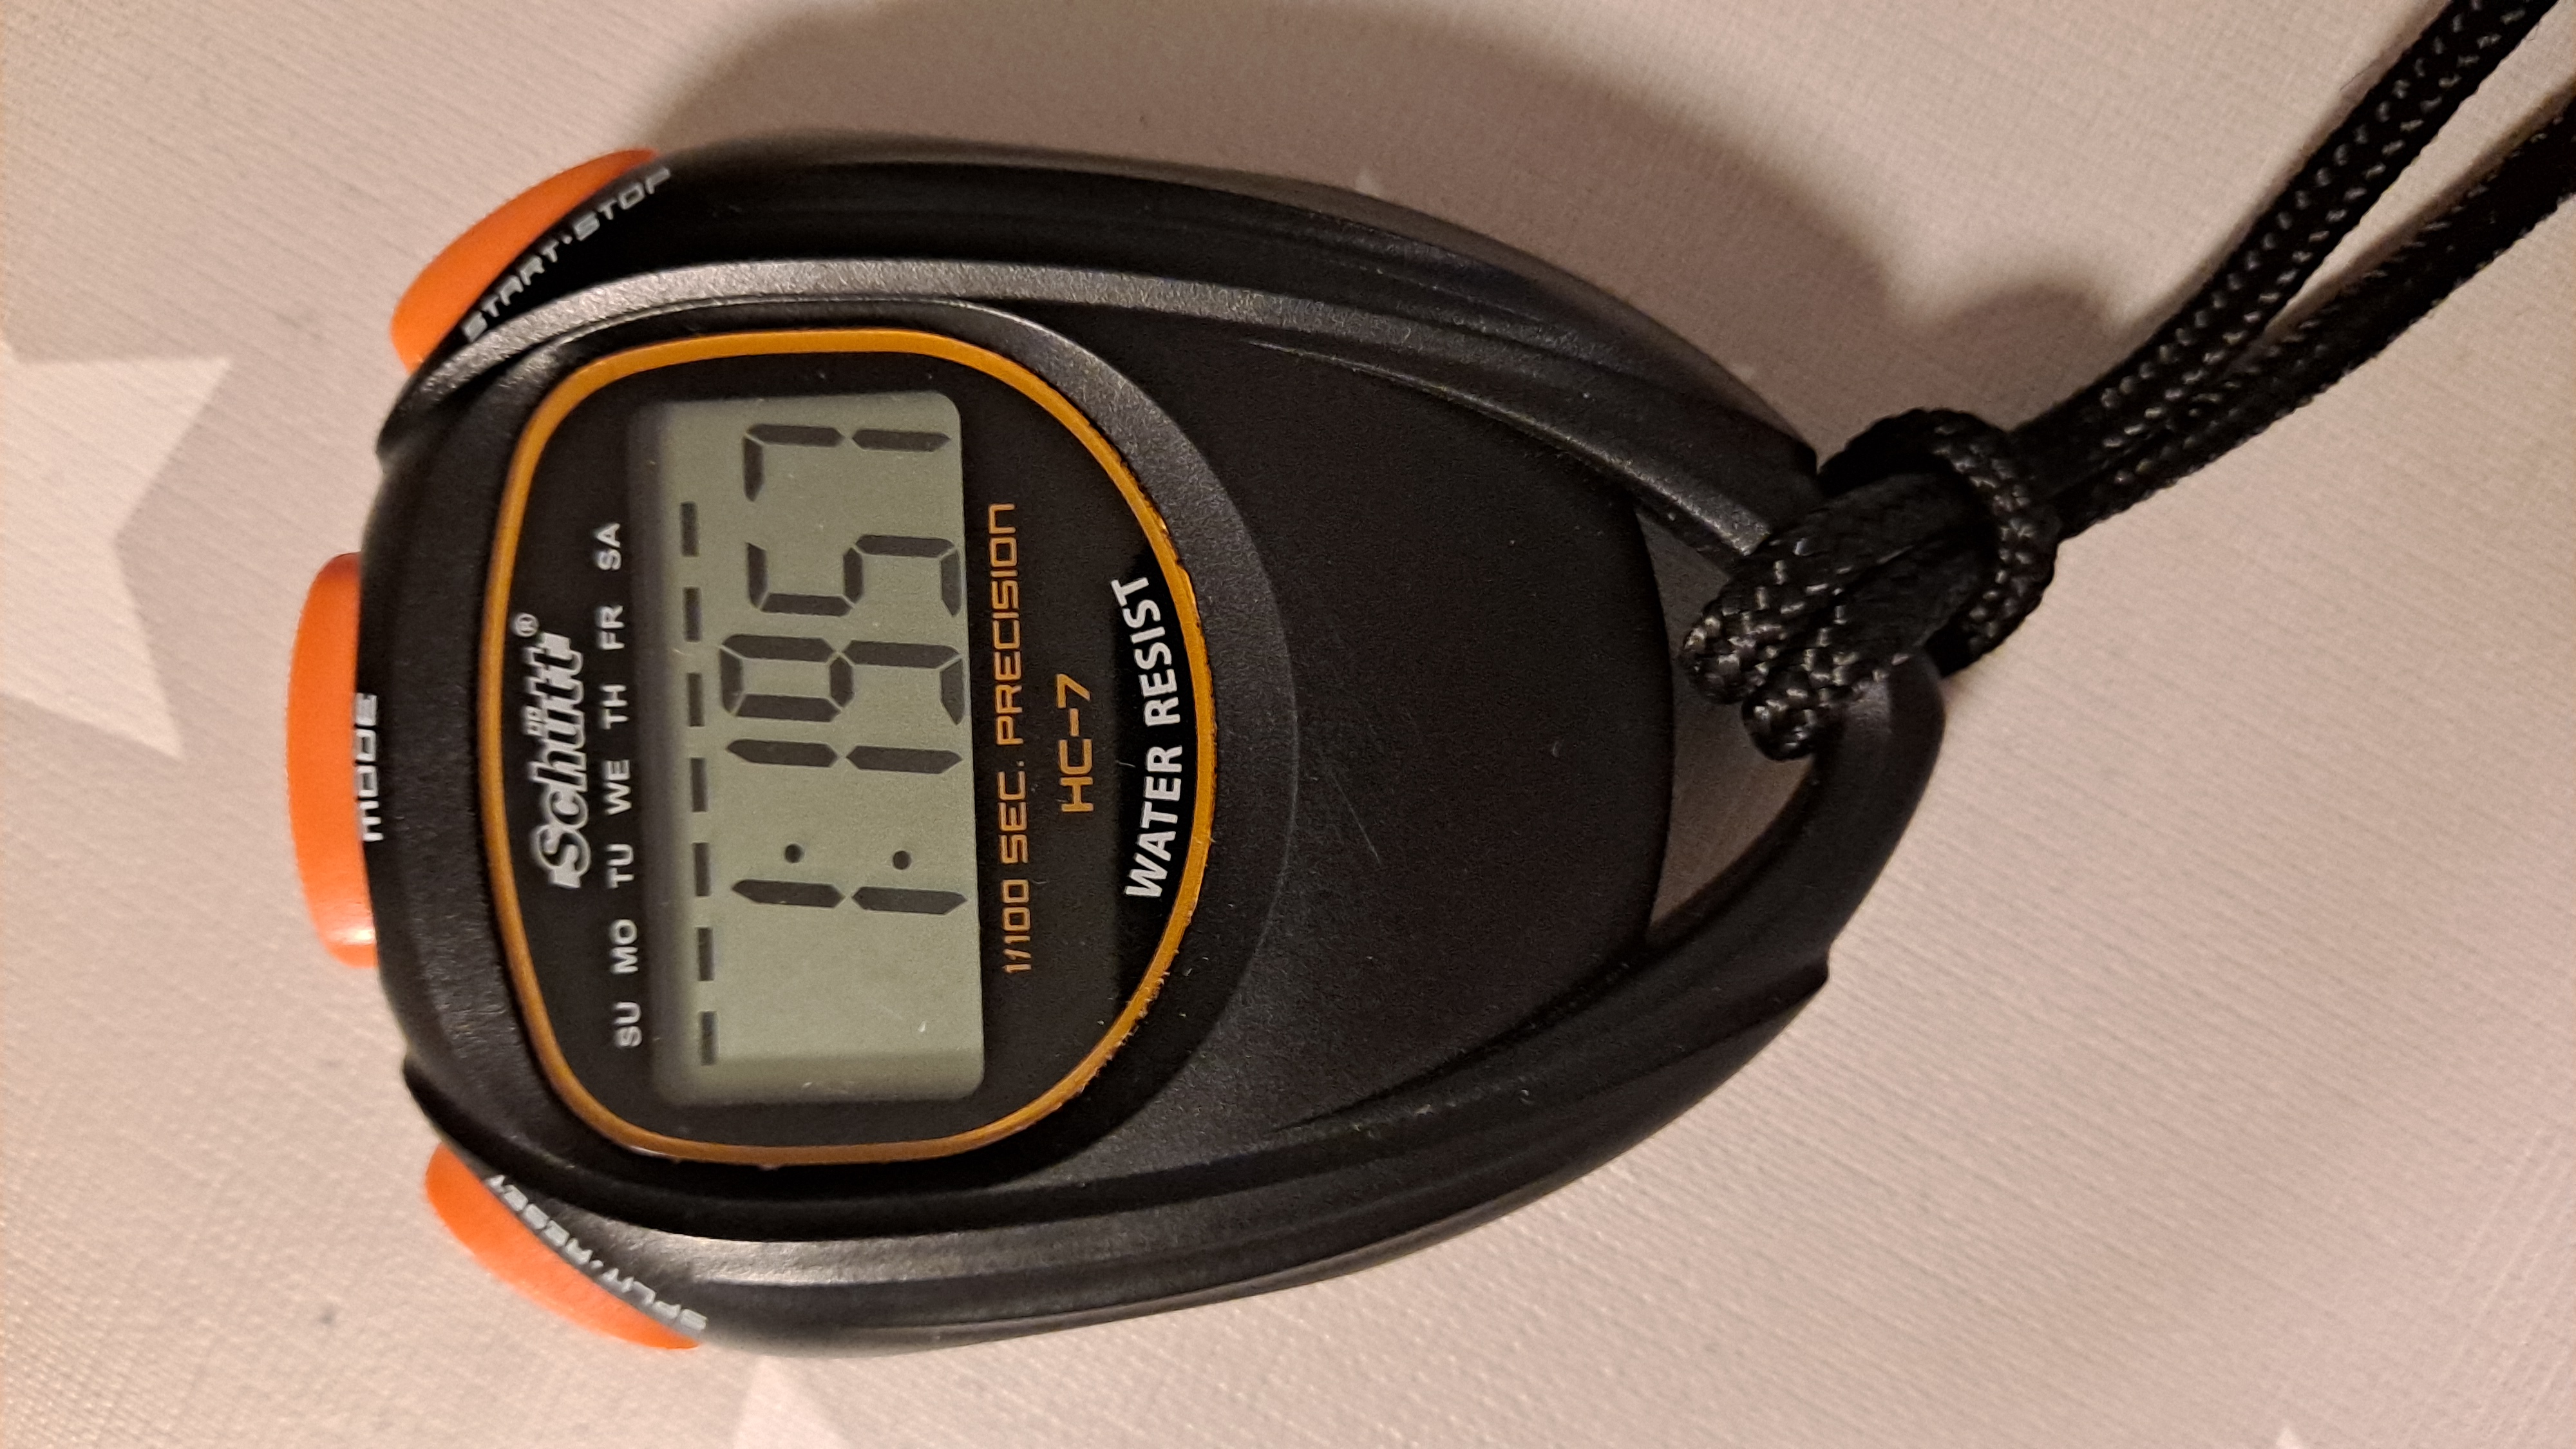 MODE
SPLIT•RESET
START•STOP
Schütt®
SU MO TU WE TH FR SA
1:1957
1/100 SEC. PRECISION
HC-7
WATER RESIST